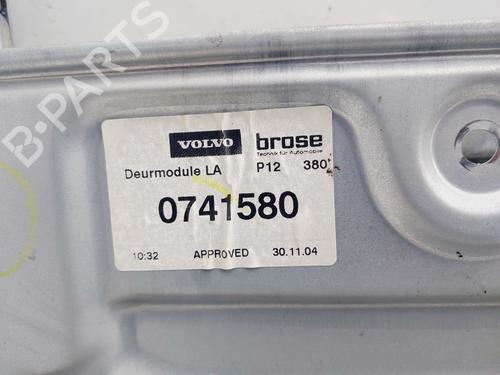 B-PARTS
VOLVO brose
Technik für Automobile
Deurmodule LA P12 380
0741580
10:32 APPROVED 30.11.04